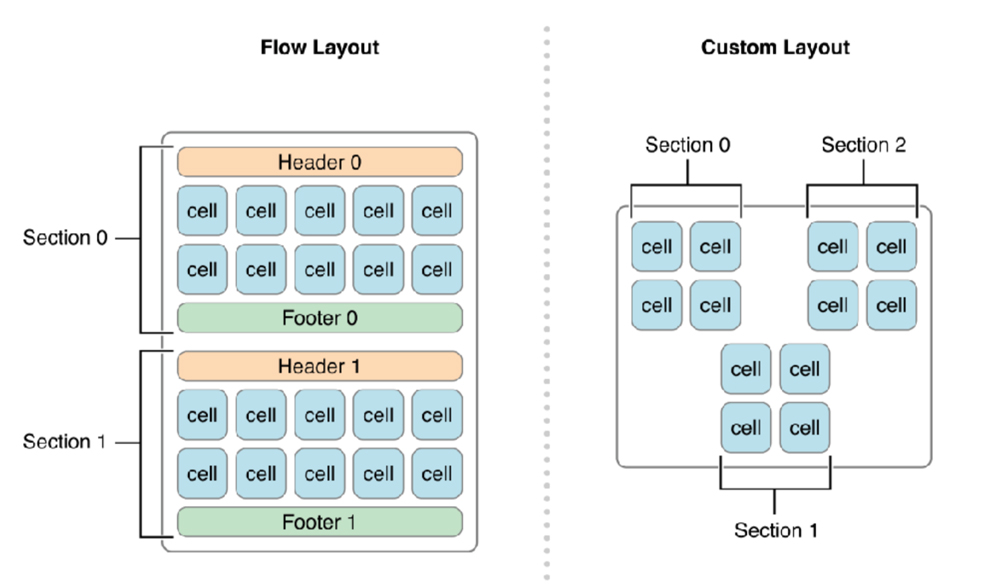 Flow Layout
Header 0
cell cell cell cell cell
Section 0
cell cell cell cell cell
Footer 0
Header 1
cell cell cell cell cell
Section 1
cell cell cell cell cell
Footer 1
Custom Layout
Section 0 Section 2
cell cell cell cell
cell cell cell cell
cell cell
cell cell
Section 1